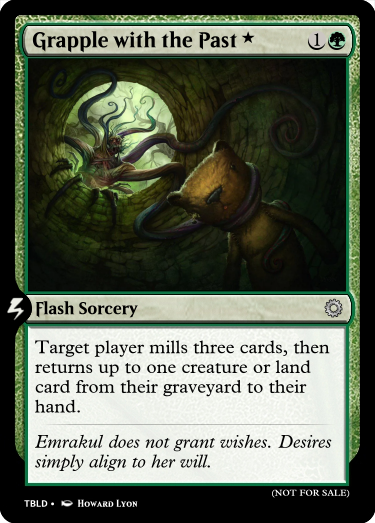 Grapple with the Past ★ 1
Flash Sorcery
Target player mills three cards, then
returns up to one creature or land
card from their graveyard to their
hand.
Emrakul does not grant wishes. Desires
simply align to her will.
(NOT FOR SALE)
TBLD • Howard Lyon